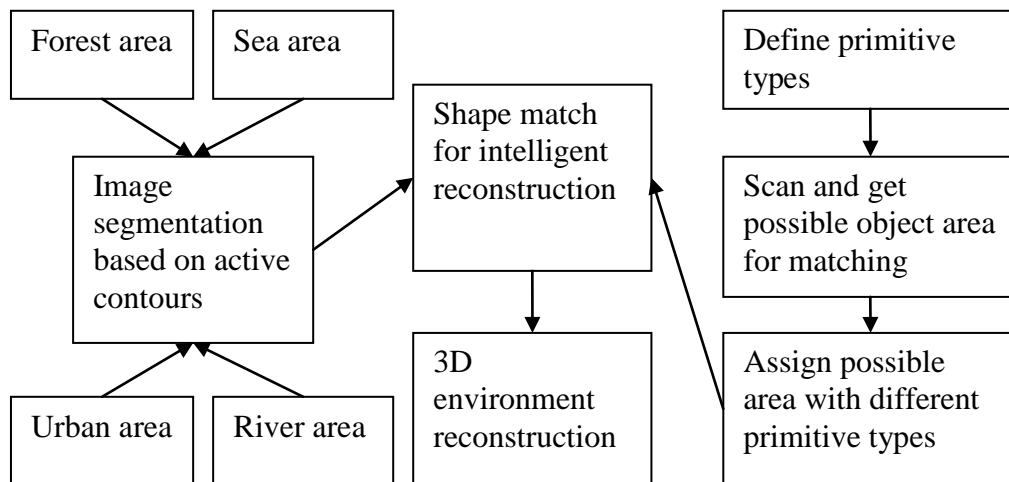 Forest area
Sea area
Define primitive
types
Shape match
for intelligent
reconstruction
Image
segmentation
based on active
contours
Scan and get
possible object area
for matching
3D
environment
reconstruction
Assign possible
area with different
primitive types
Urban area
River area